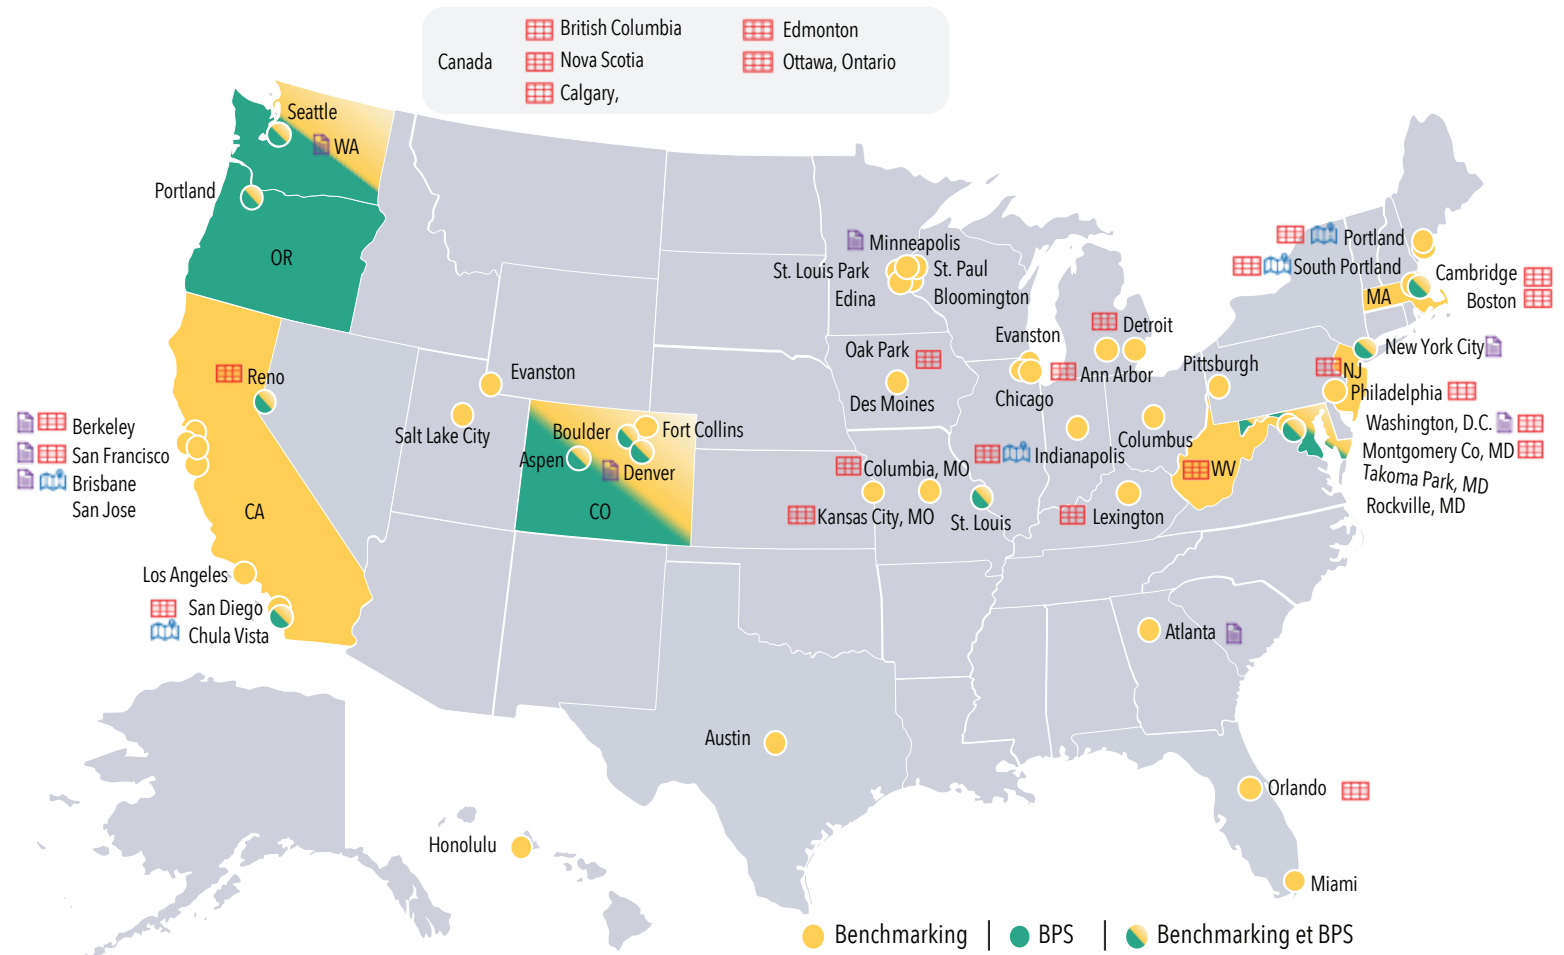 Canada
British Columbia
Edmonton
Nova Scotia
Ottawa, Ontario
Calgary,
Seattle
WA
Portland
OR
Minneapolis
St. Louis Park
St. Paul
Edina
Bloomington
Portland
South Portland
Cambridge
MA
Boston
Detroit
Evanston
Oak Park
New York City
Pittsburgh
NJ
Reno
Evanston
Ann Arbor
Chicago
Des Moines
Philadelphia
Berkeley
Salt Lake City
Boulder
Fort Collins
Columbus
Washington, D.C.
San Francisco
Aspen
Denver
Columbia, MO
Indianapolis
WV
Montgomery Co, MD
Brisbane
Takoma Park, MD
San Jose
CA
CO
Kansas City, MO
St. Louis
Lexington
Rockville, MD
Los Angeles
San Diego
Chula Vista
Atlanta
Austin
Orlando
Honolulu
Miami
Benchmarking | BPS | Benchmarking et BPS